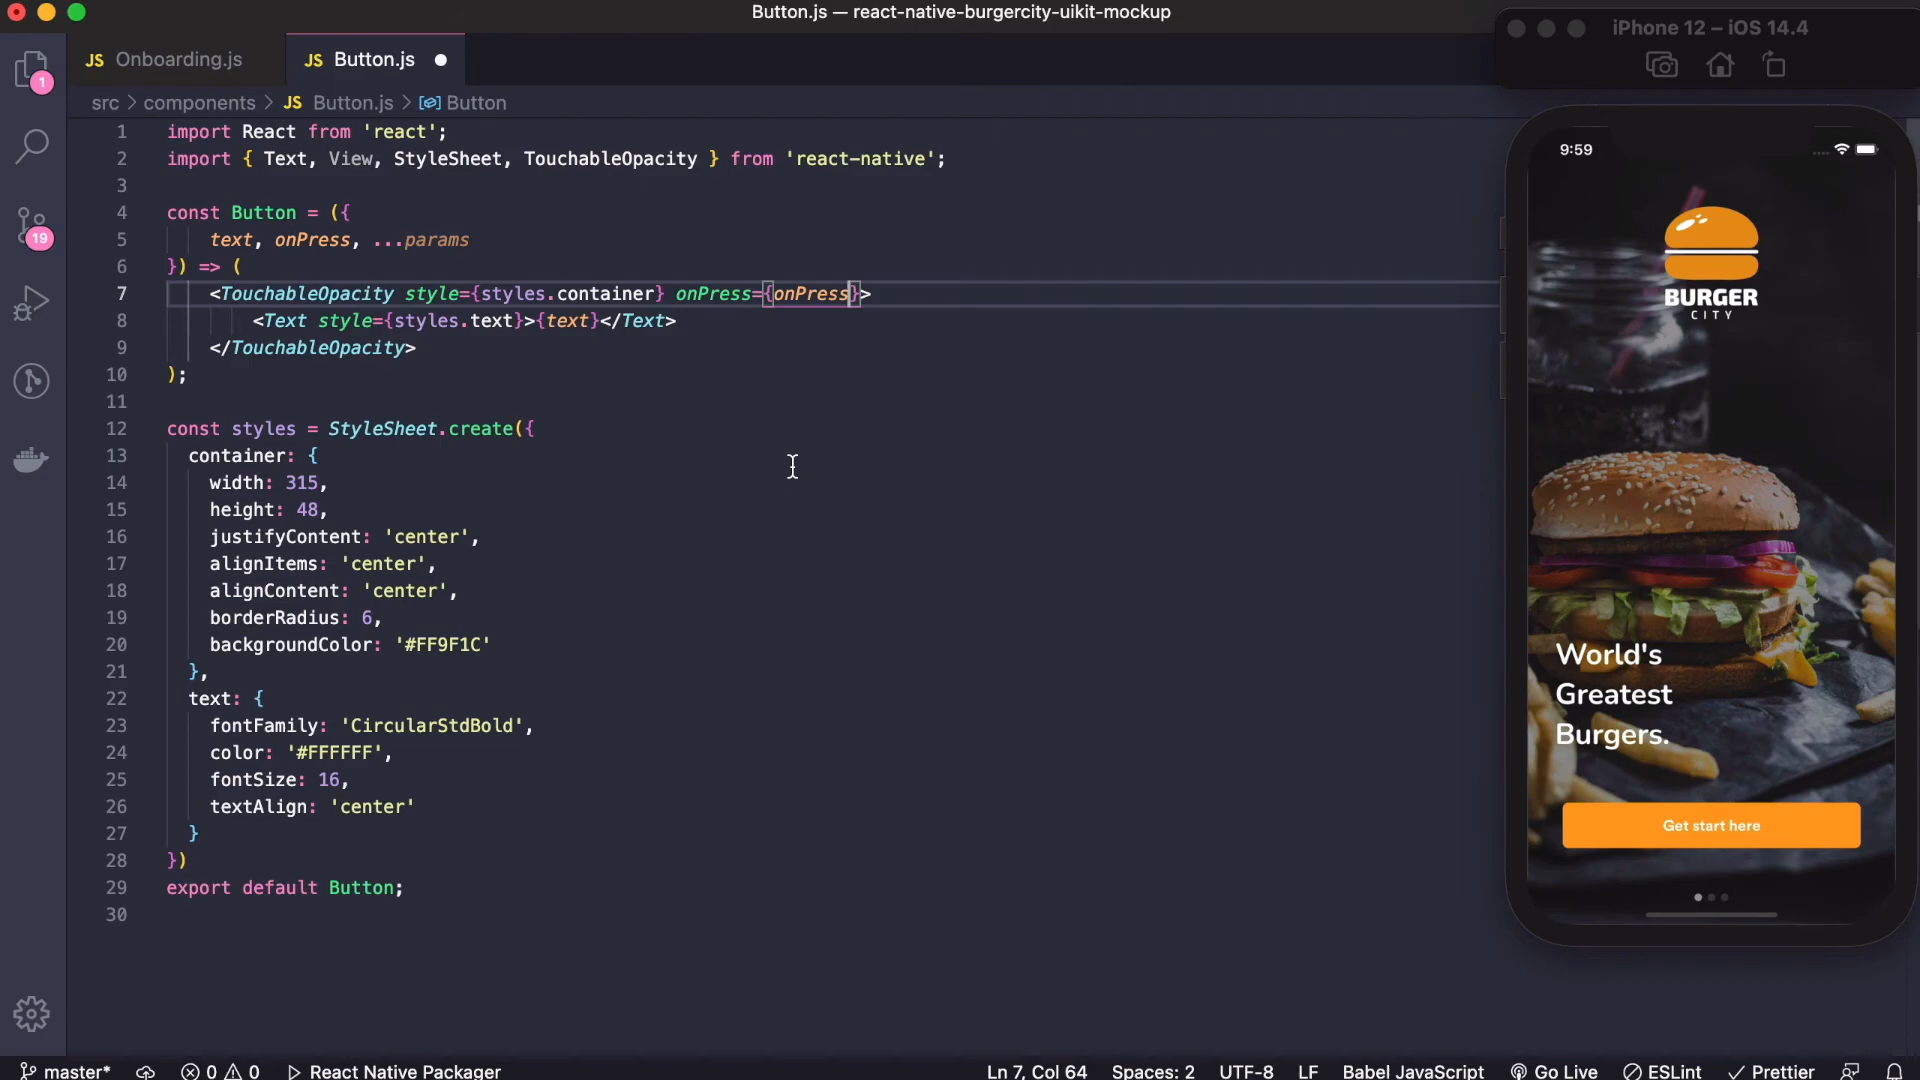 Button.js — react-native-burgercity-uikit-mockup
iPhone 12 – iOS 14.4
JS Onboarding.js
JS Button.js
1
src > components > JS Button.js > Button
1 import React from 'react';
2 import { Text, View, StyleSheet, TouchableOpacity } from 'react-native';
3
4 const Button = ({
5 text, onPress, ...params
6 }) => (
7 <TouchableOpacity style={styles.container} onPress={onPress}>
8 <Text style={styles.text}>{text}</Text>
9 </TouchableOpacity>
10 );
11
12 const styles = StyleSheet.create({
13 container: {
14 width: 315,
15 height: 48,
16 justifyContent: 'center',
17 alignItems: 'center',
18 alignContent: 'center',
19 borderRadius: 6,
20 backgroundColor: '#FF9F1C'
21 },
22 text: {
23 fontFamily: 'CircularStdBold',
24 color: '#FFFFFF',
25 fontSize: 16,
26 textAlign: 'center'
27 }
28 })
29 export default Button;
30
19
9:59
BURGER
CITY
World's
Greatest
Burgers.
Get start here
master* 0 0 React Native Packager Ln 7, Col 64 Spaces: 2 UTF-8 LF Babel JavaScript Go Live ESLint Prettier